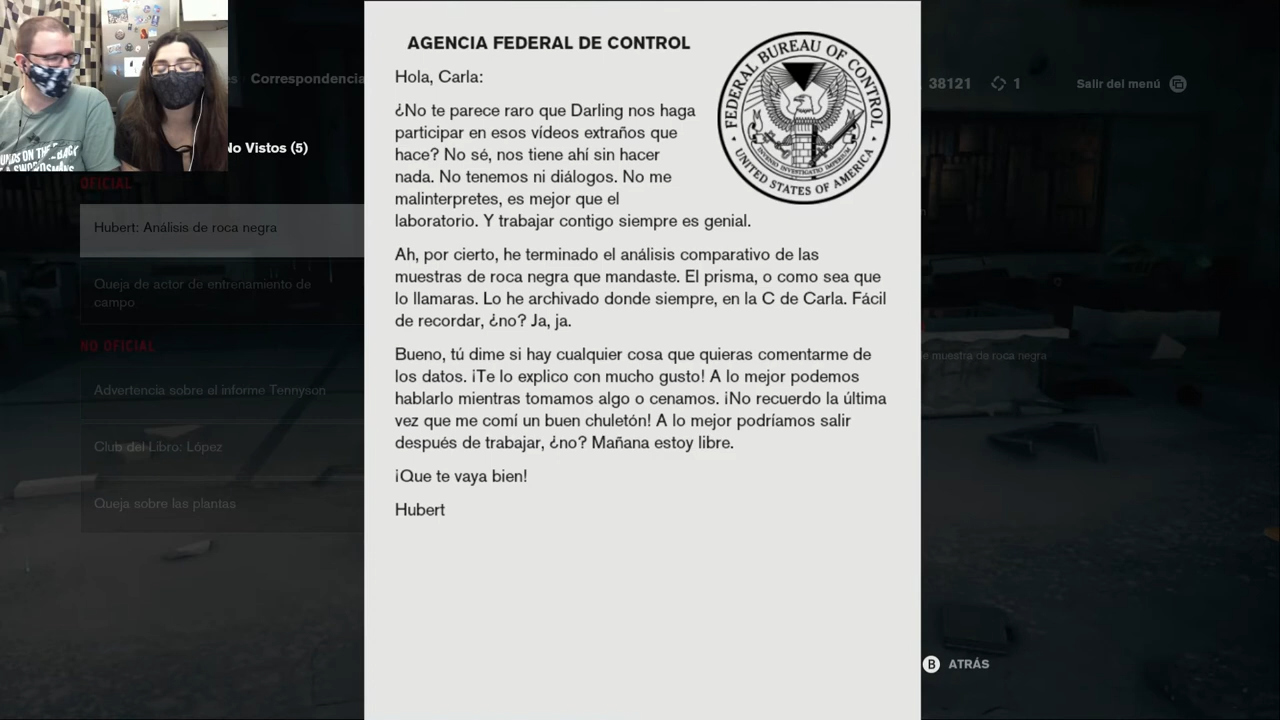 Correspondencia
38121
1
Salir del menú
No Vistos (5)
OFICIAL
Hubert: Análisis de roca negra
Queja de actor de entrenamiento de
campo
NO OFICIAL
Advertencia sobre el informe Tennyson
Club del Libro: López
Queja sobre las plantas
AGENCIA FEDERAL DE CONTROL
FEDERAL BUREAU OF CONTROL
UNITED STATES OF AMERICA
Hola, Carla:
¿No te parece raro que Darling nos haga
participar en esos vídeos extraños que
hace? No sé, nos tiene ahí sin hacer
nada. No tenemos ni diálogos. No me
malinterpretes, es mejor que el
laboratorio. Y trabajar contigo siempre es genial.
Ah, por cierto, he terminado el análisis comparativo de las
muestras de roca negra que mandaste. El prisma, o como sea que
lo llamaras. Lo he archivado donde siempre, en la C de Carla. Fácil
de recordar, ¿no? Ja, ja.
Bueno, tú dime si hay cualquier cosa que quieras comentarme de
los datos. ¡Te lo explico con mucho gusto! A lo mejor podemos
hablarlo mientras tomamos algo o cenamos. ¡No recuerdo la última
vez que me comí un buen chuletón! A lo mejor podríamos salir
después de trabajar, ¿no? Mañana estoy libre.
¡Que te vaya bien!
Hubert
e muestra de roca negra
B ATRÁS